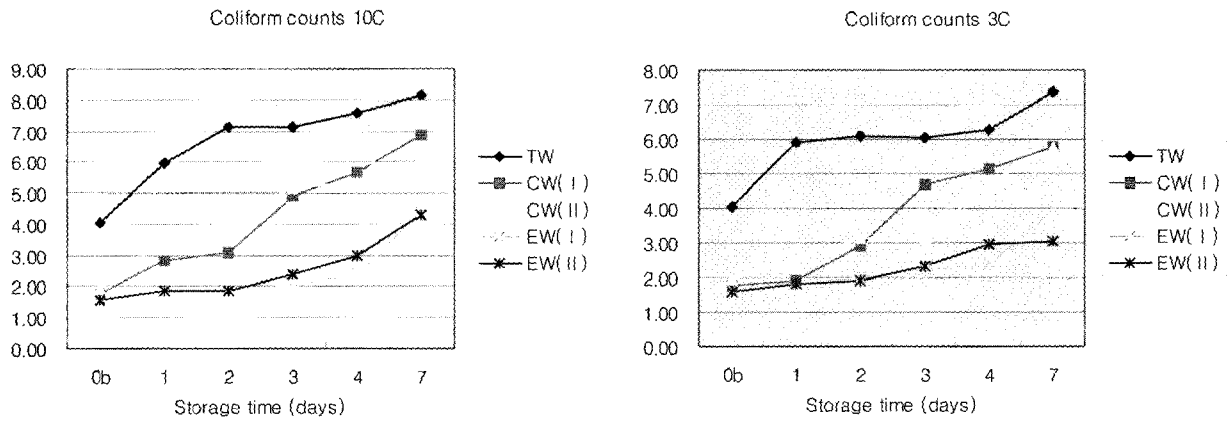 Coliform counts 10C
9.00
8.00
7.00
6.00
5.00
4.00
3.00
2.00
1.00
0.00
0b 1 2 3 4 7
Storage time (days)
TW
CW( I )
CW(II)
EW( I )
EW(II)
Coliform counts 3C
8.00
7.00
6.00
5.00
4.00
3.00
2.00
1.00
0.00
0b 1 2 3 4 7
Storage time (days)
TW
CW( I )
CW(II)
EW( I )
EW(II)